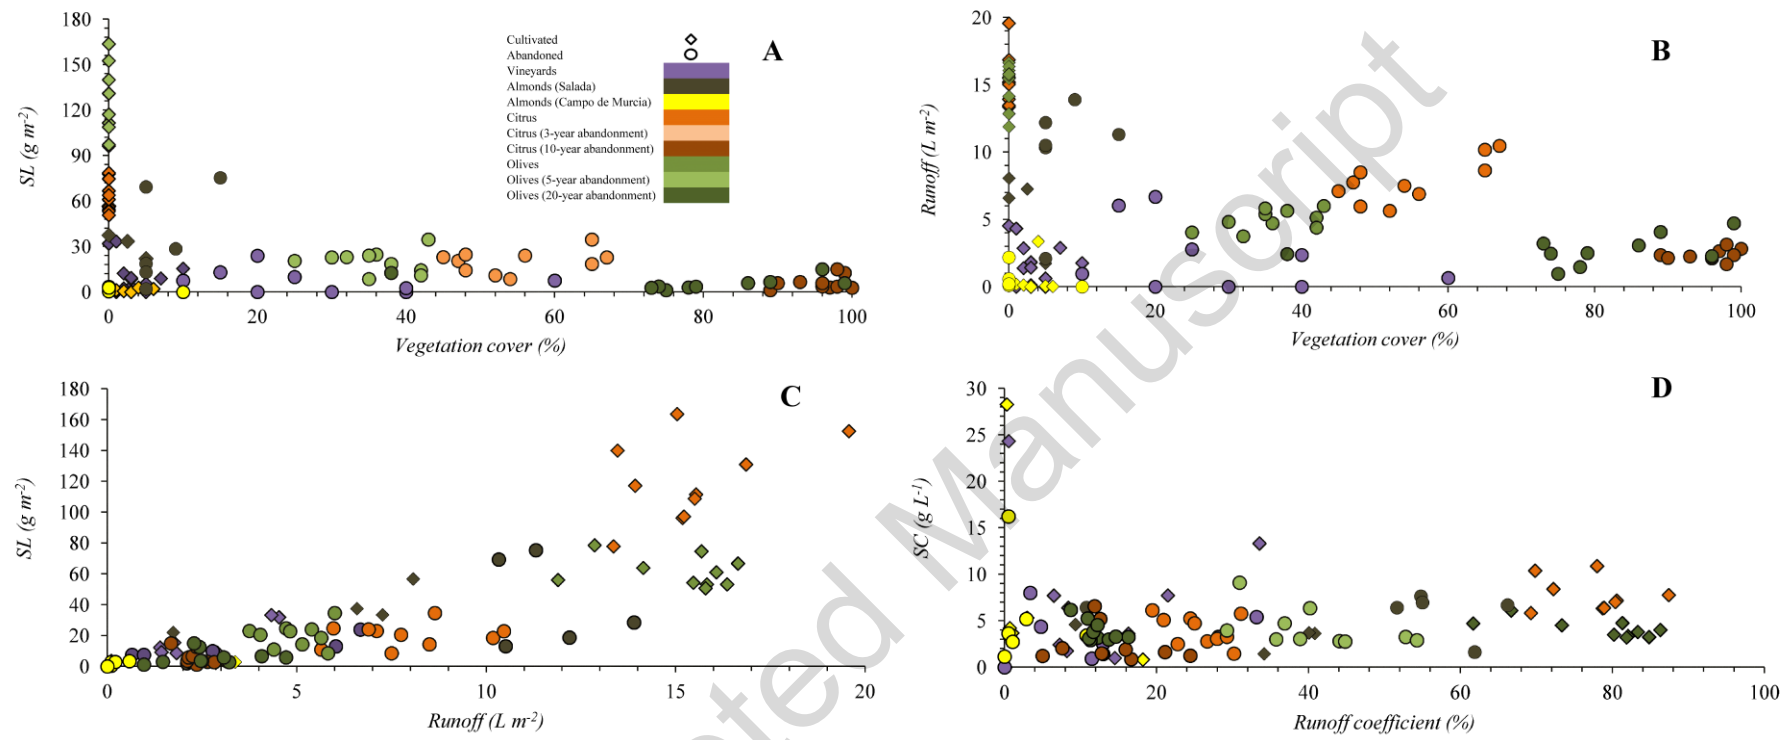 A
SL (g m-2)
180
150
120
90
60
30
0
0 20 40 60 80 100
Vegetation cover (%)
Cultivated
Abandoned
Vineyards
Almonds (Salada)
Almonds (Campo de Murcia)
Citrus
Citrus (3-year abandonment)
Citrus (10-year abandonment)
Olives
Olives (5-year abandonment)
Olives (20-year abandonment)
B
Runoff (L m-2)
20
15
10
5
0
0 20 40 60 80 100
Vegetation cover (%)
C
SL (g m-2)
180
160
140
120
100
80
60
40
20
0
0 5 10 15 20
Runoff (L m-2)
D
SC (g L-1)
30
25
20
15
10
5
0
0 20 40 60 80 100
Runoff coefficient (%)
ted Manuscript